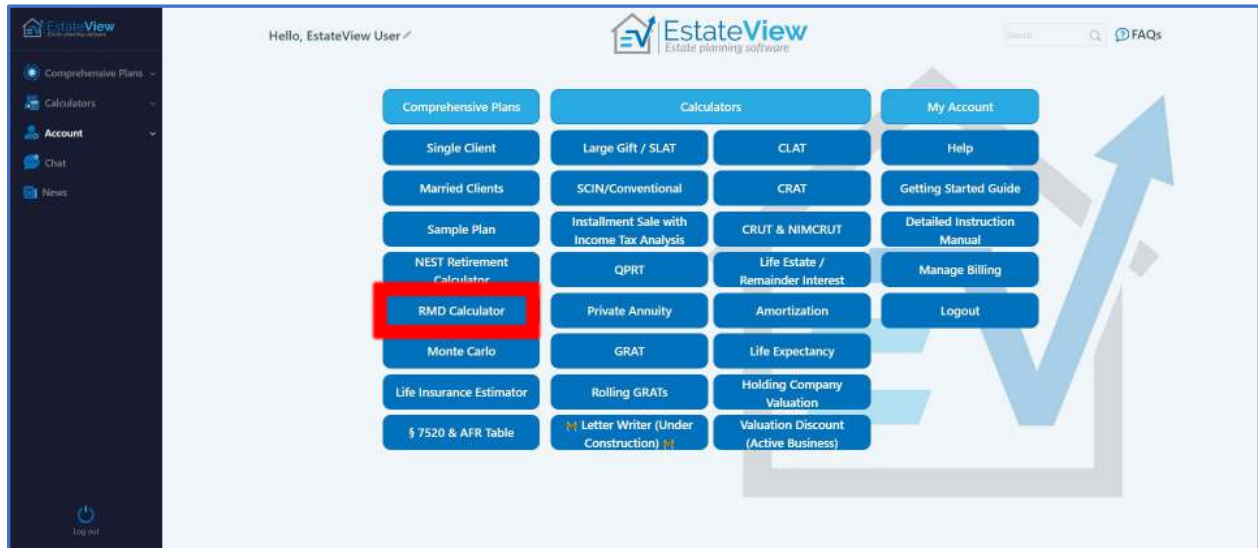 EstateView
Estate planning software
Comprehensive Plans
Calculators
Account
Chat
News
Log out
Hello, EstateView User
EstateView
Estate planning software
Search
FAQs
Comprehensive Plans
Calculators
My Account
Single Client
Large Gift / SLAT
CLAT
Help
Married Clients
SCIN/Conventional
CRAT
Getting Started Guide
Sample Plan
Installment Sale with
Income Tax Analysis
CRUT & NIMCRUT
Detailed Instruction
Manual
NEST Retirement
Calculator
QPRT
Life Estate /
Remainder Interest
Manage Billing
RMD Calculator
Private Annuity
Amortization
Logout
Monte Carlo
GRAT
Life Expectancy
Life Insurance Estimator
Rolling GRATs
Holding Company
Valuation
§ 7520 & AFR Table
Letter Writer (Under
Construction)
Valuation Discount
(Active Business)